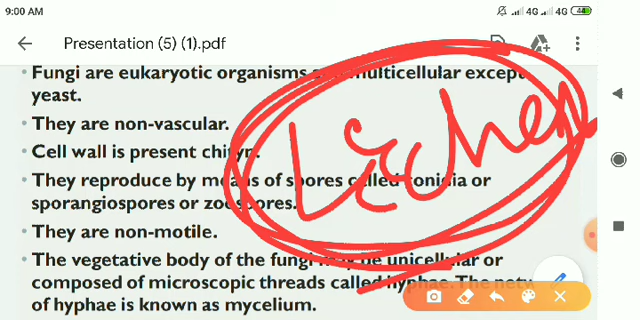 9:00 AM 4G 4G 44
Presentation (5) (1).pdf
Fungi are eukaryotic organisms multicellular except
yeast.
• They are non-vascular.
• Cell wall is present chityn.
• They reproduce by means of spores called conidia or
sporangiospores or zoospores.
• They are non-motile.
• The vegetative body of the fungi may be unicellular or
composed of microscopic threads called hyphae. The
of hyphae is known as mycelium.
Lichen